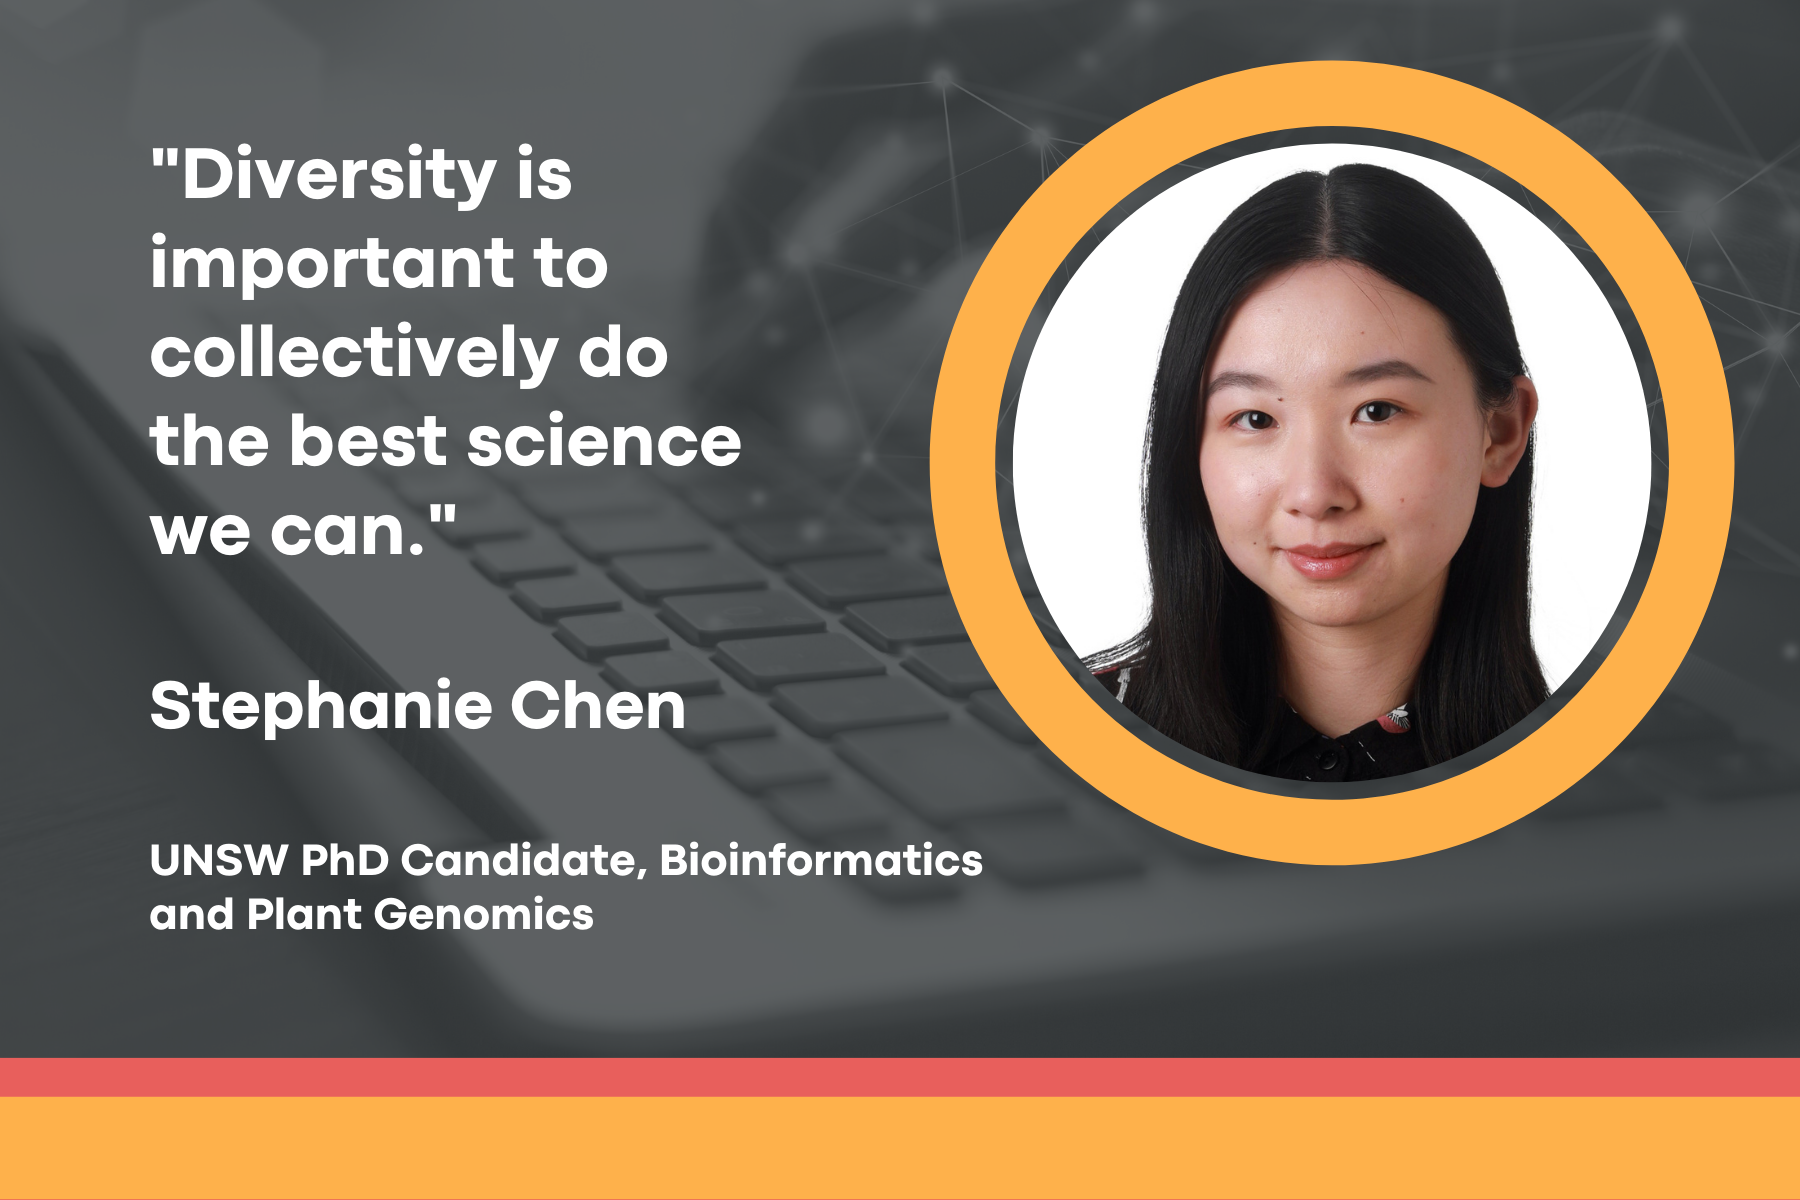 "Diversity is
important to
collectively do
the best science
we can."
Stephanie Chen
UNSW PhD Candidate, Bioinformatics
and Plant Genomics